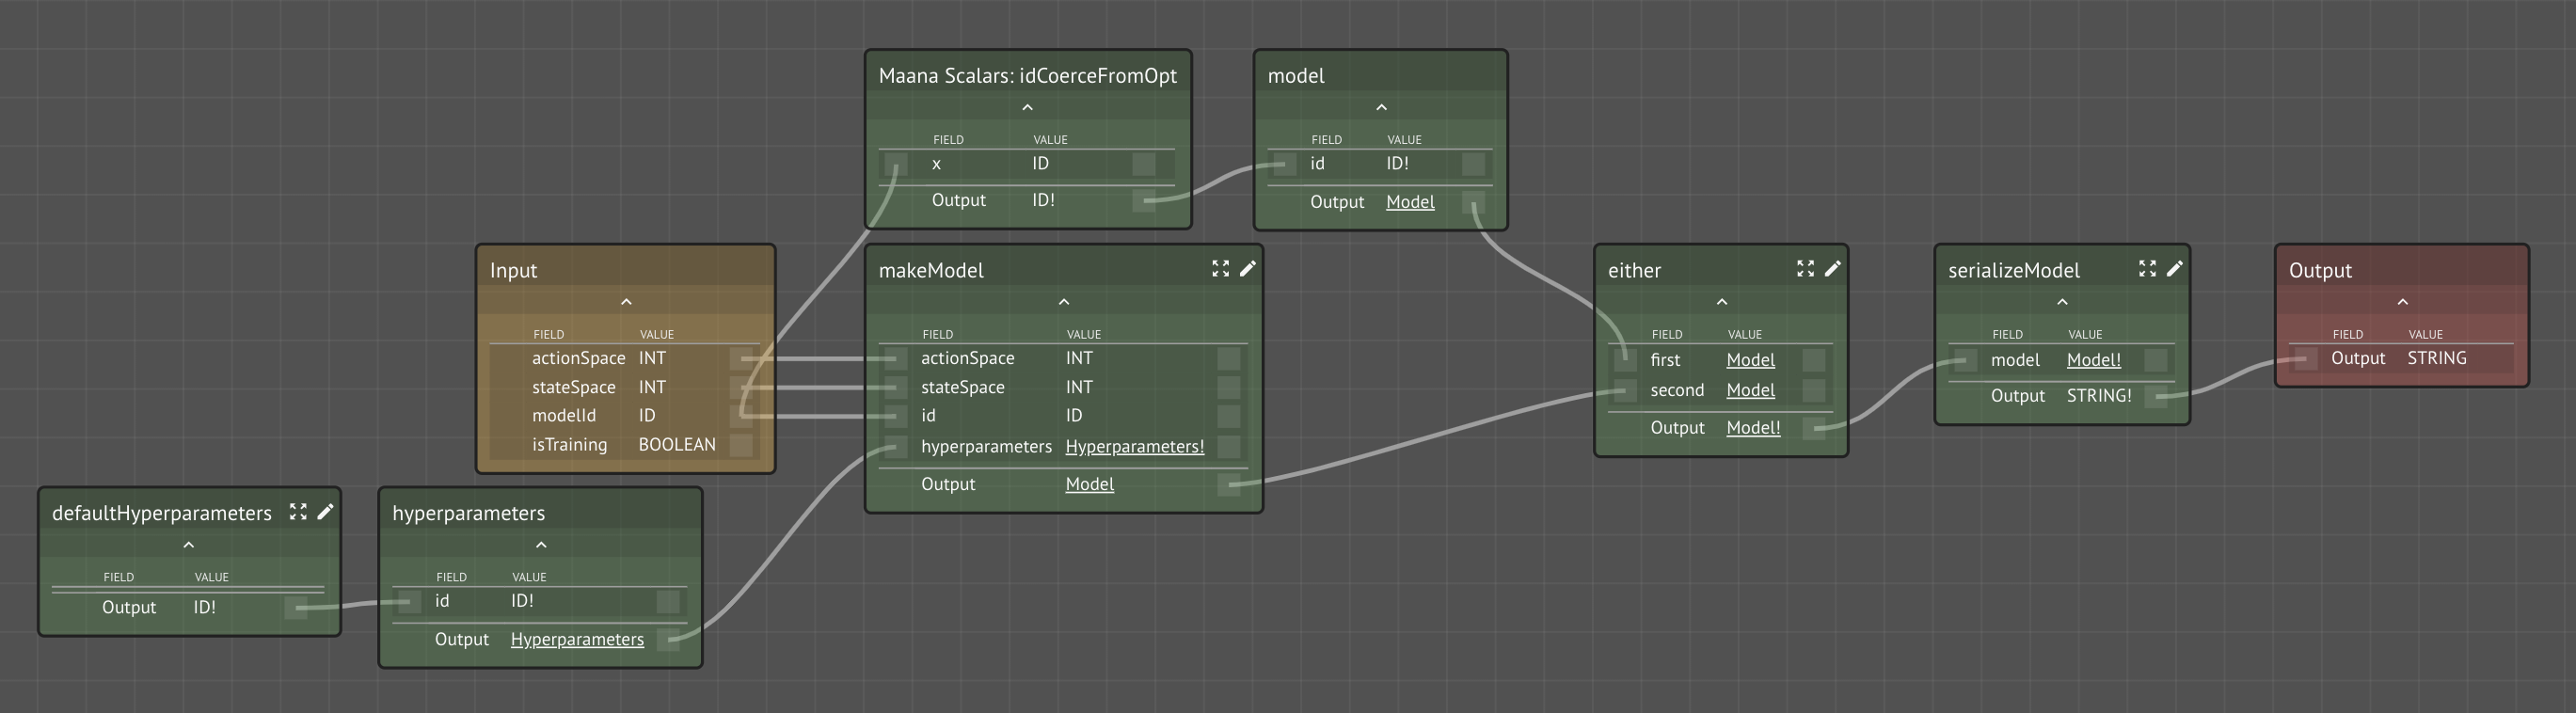 Maana Scalars: idCoerceFromOpt
FIELD VALUE
x ID
Output ID!
model
FIELD VALUE
id ID!
Output Model
Input
FIELD VALUE
actionSpace INT
stateSpace INT
modelId ID
isTraining BOOLEAN
makeModel
FIELD VALUE
actionSpace INT
stateSpace INT
id ID
hyperparameters Hyperparameters!
Output Model
either
FIELD VALUE
first Model
second Model
Output Model!
serializeModel
FIELD VALUE
model Model!
Output STRING!
Output
FIELD VALUE
Output STRING
defaultHyperparameters
FIELD VALUE
Output ID!
hyperparameters
FIELD VALUE
id ID!
Output Hyperparameters